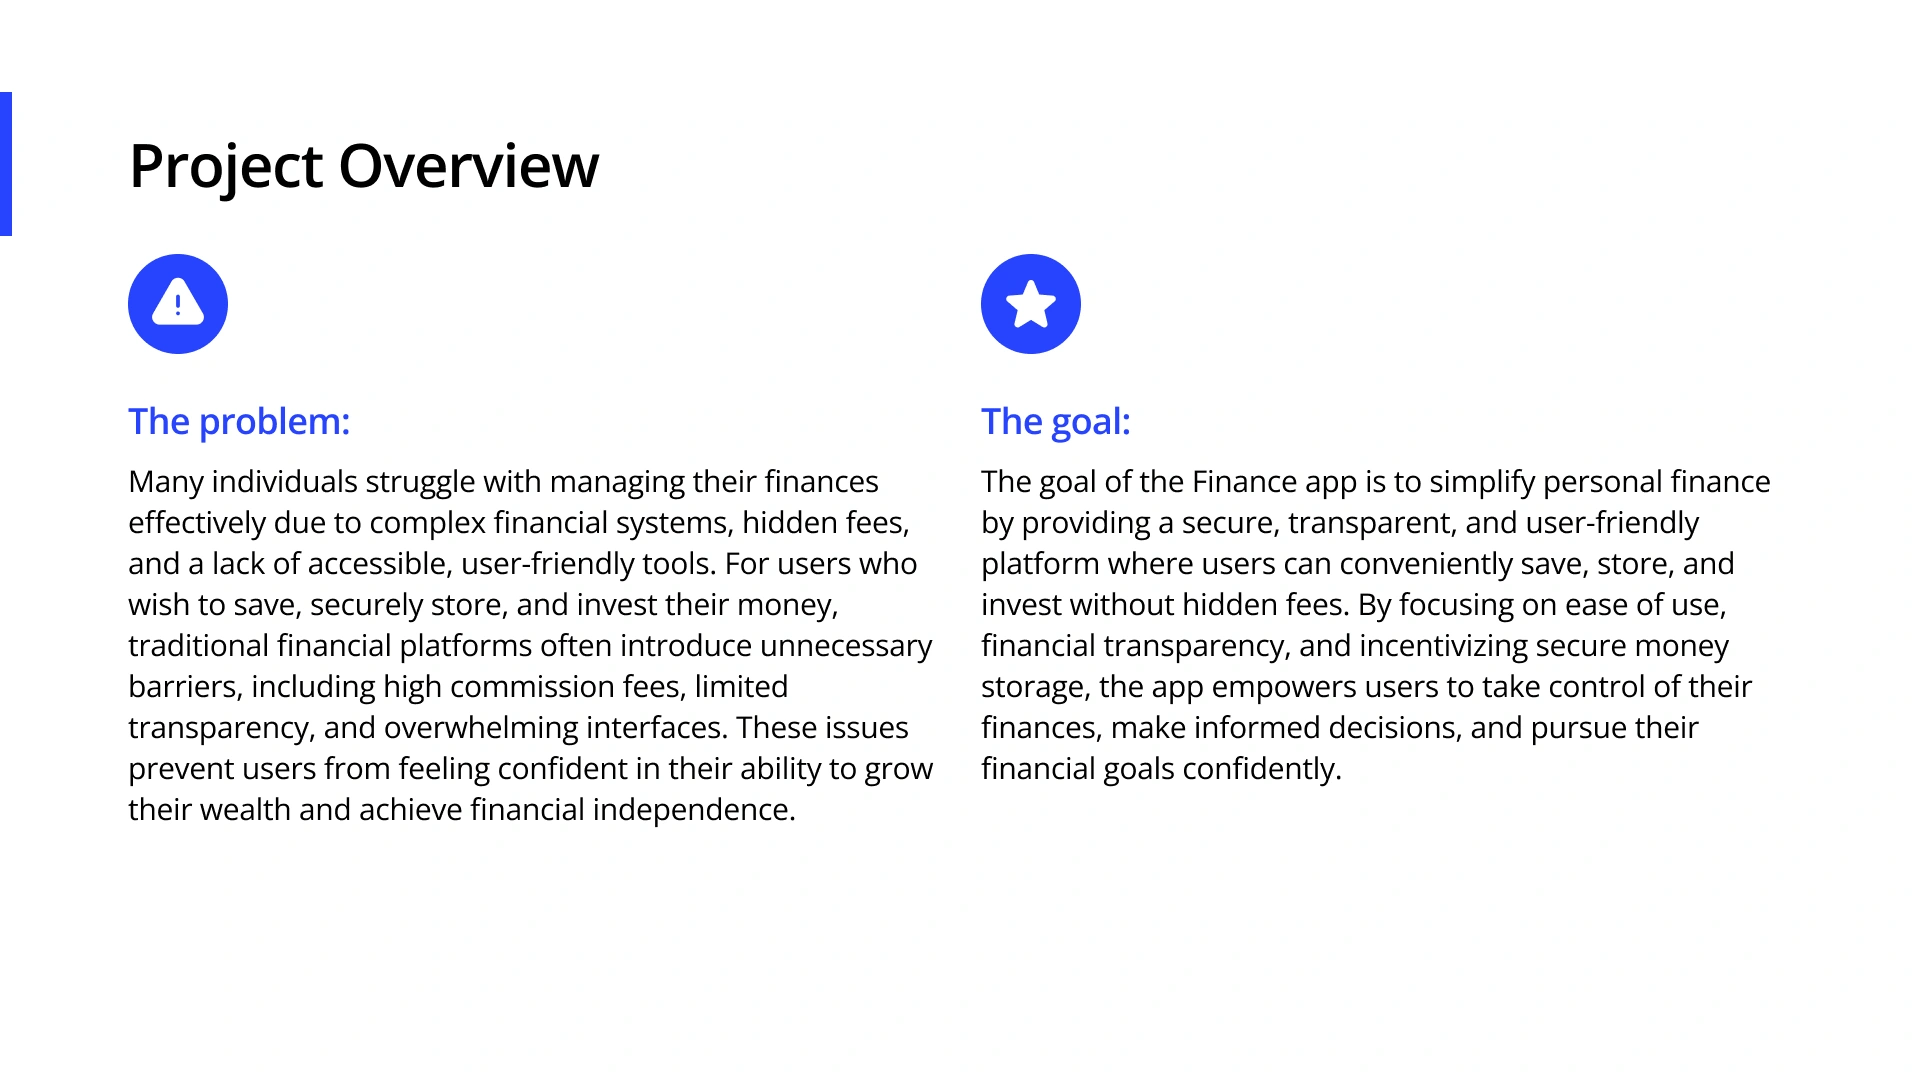 Project Overview
The problem:
Many individuals struggle with managing their finances
effectively due to complex financial systems, hidden fees,
and a lack of accessible, user-friendly tools. For users who
wish to save, securely store, and invest their money,
traditional financial platforms often introduce unnecessary
barriers, including high commission fees, limited
transparency, and overwhelming interfaces. These issues
prevent users from feeling confident in their ability to grow
their wealth and achieve financial independence.
The goal:
The goal of the Finance app is to simplify personal finance
by providing a secure, transparent, and user-friendly
platform where users can conveniently save, store, and
invest without hidden fees. By focusing on ease of use,
financial transparency, and incentivizing secure money
storage, the app empowers users to take control of their
finances, make informed decisions, and pursue their
financial goals confidently.